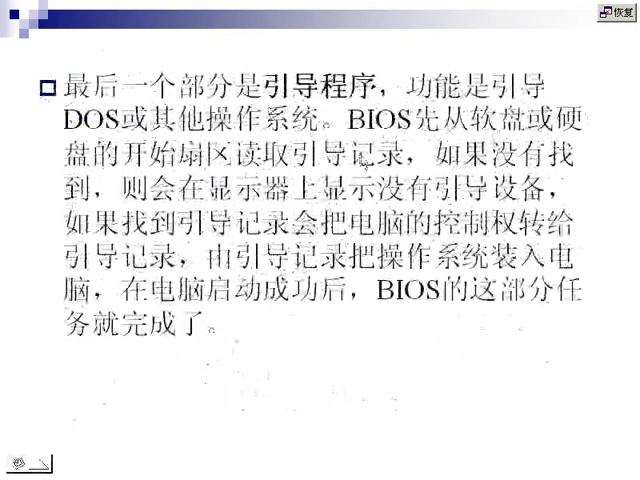 恢复
最后一个部分是引导程序，功能是引导
DOS或其他操作系统。BIOS先从软盘或硬
盘的开始扇区读取引导记录，如果没有找
到，则会在显示器上显示没有引导设备，
如果找到引导记录会把电脑的控制权转给
引导记录，由引导记录把操作系统装入电
脑，在电脑启动成功后，BIOS的这部分任
务就完成了。